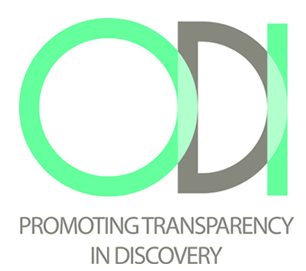 ODI
PROMOTING TRANSPARENCY
IN DISCOVERY